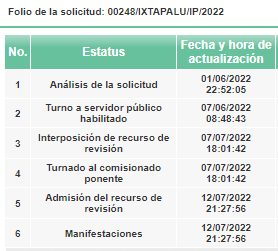 Folio de la solicitud: 00248/IXTAPALU/IP/2022
No. Estatus Fecha y hora de actualización
1 Análisis de la solicitud 01/06/2022 22:52:05
2 Turno a servidor público habilitado 07/06/2022 08:48:43
3 Interposición de recurso de revisión 07/07/2022 18:01:42
4 Turnado al comisionado ponente 07/07/2022 18:01:42
5 Admisión del recurso de revisión 12/07/2022 21:27:56
6 Manifestaciones 12/07/2022 21:27:56